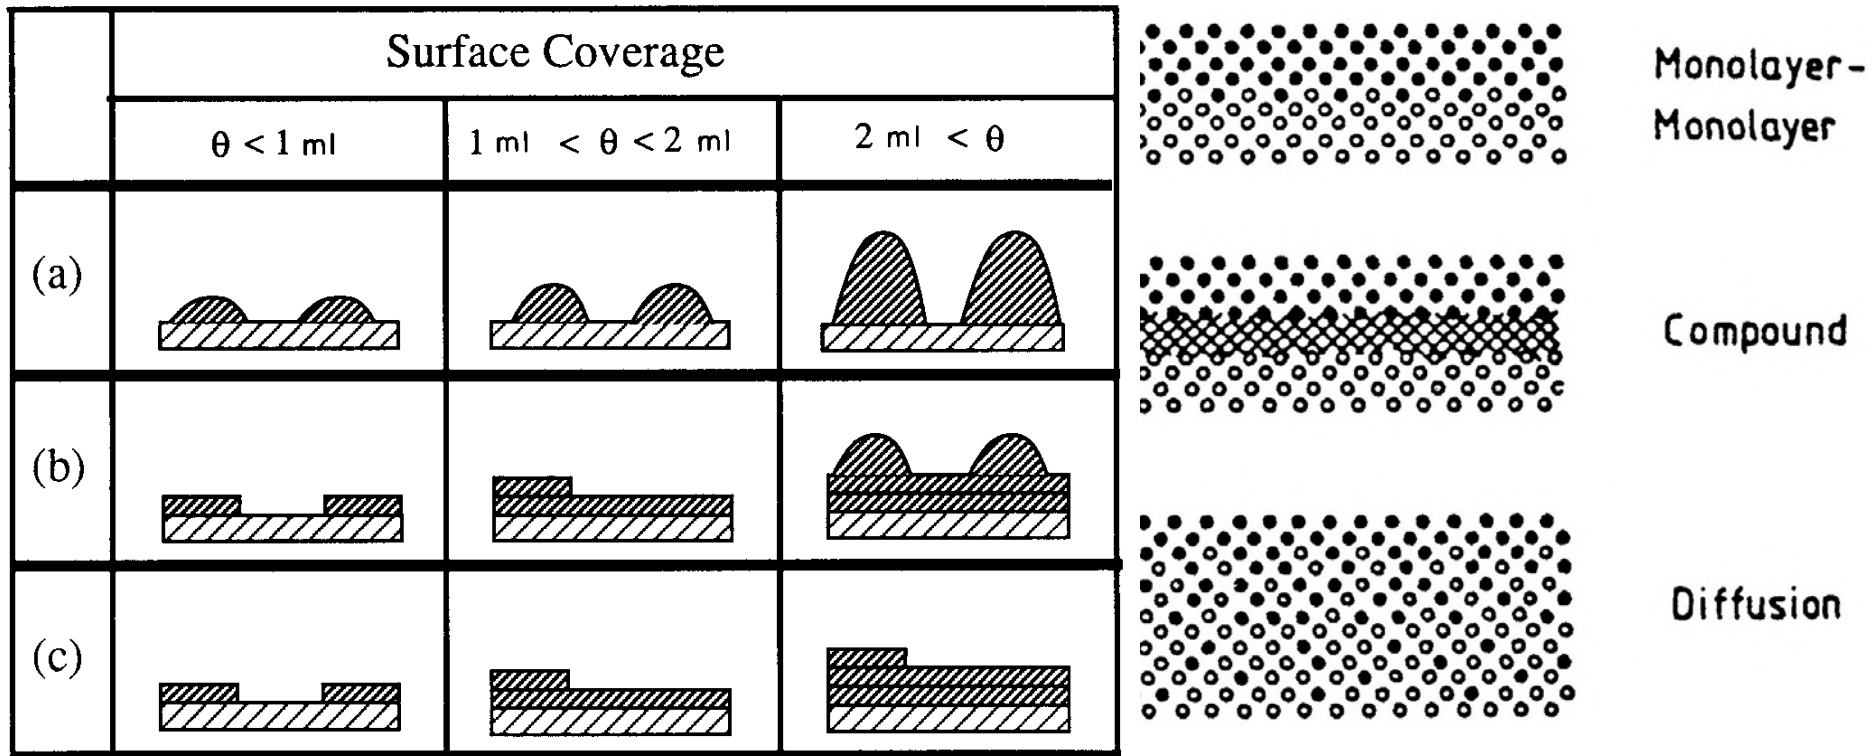 Surface Coverage
θ < 1 ml
1 ml < θ < 2 ml
2 ml < θ
(a)
(b)
(c)
Monolayer-
Monolayer
Compound
Diffusion